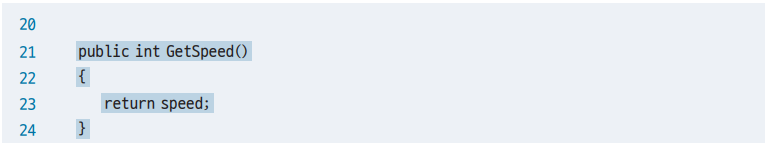 20
21 public int GetSpeed()
22 {
23 return speed;
24 }